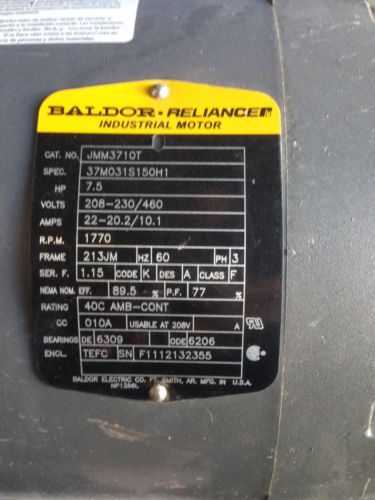 BALDOR • RELIANCE
INDUSTRIAL MOTOR
CAT. NO. JMM3710T
SPEC. 37M031S150H1
HP 7.5
VOLTS 208-230/460
AMPS 22-20.2/10.1
R.P.M. 1770
FRAME 213JM HZ 60 PH 3
SER. F. 1.15 CODE K DES A CLASS F
NEMA NOM. EFF. 89.5 % P.F. 77 %
RATING 40C AMB-CONT
CC 010A USABLE AT 208V A
BEARINGS DE 6309 ODE 6206
ENCL. TEFC SN F1112132355
BALDOR ELECTRIC CO. FT. SMITH, AR. MFG. IN U.S.A.